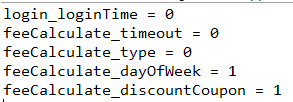 login_loginTime = 0
feeCalculate_timeout = 0
feeCalculate_type = 0
feeCalculate_dayOfWeek = 1
feeCalculate_discountCoupon = 1